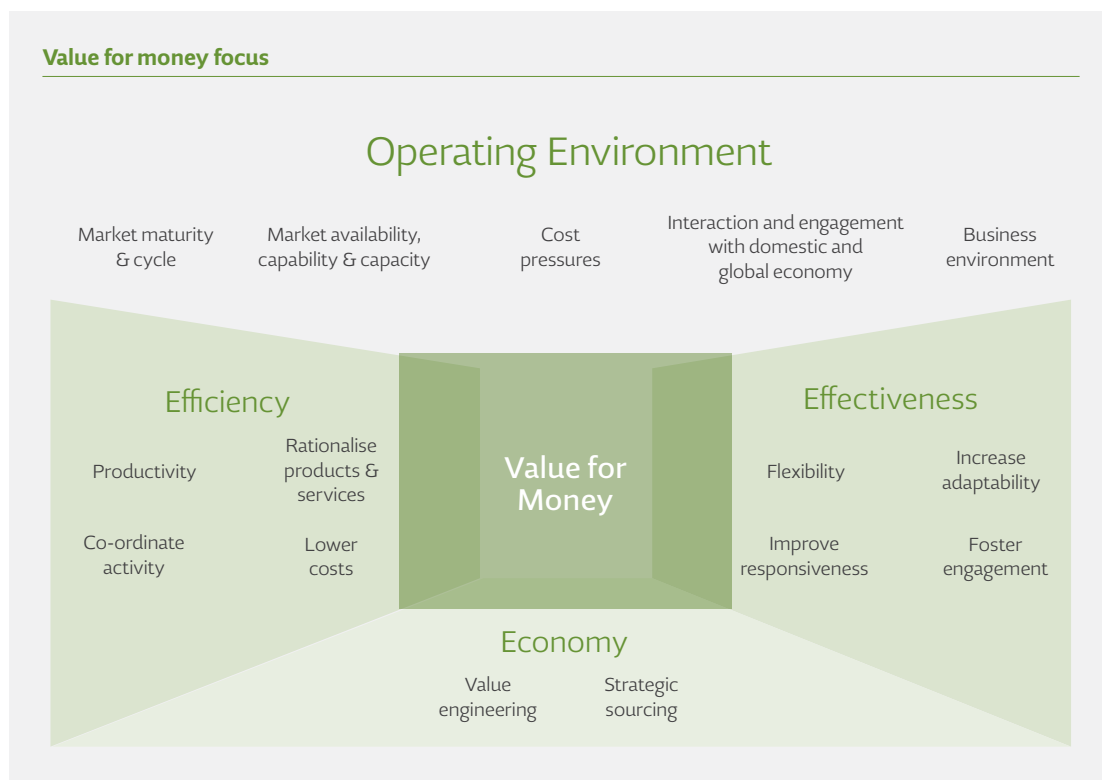 Value for money focus
Operating Environment
Market maturity
& cycle
Market availability,
capability & capacity
Cost
pressures
Interaction and engagement
with domestic and
global economy
Business
environment
Efficiency
Productivity
Rationalise
products &
services
Co-ordinate
activity
Lower
costs
Value for
Money
Effectiveness
Flexibility
Increase
adaptability
Improve
responsiveness
Foster
engagement
Economy
Value
engineering
Strategic
sourcing